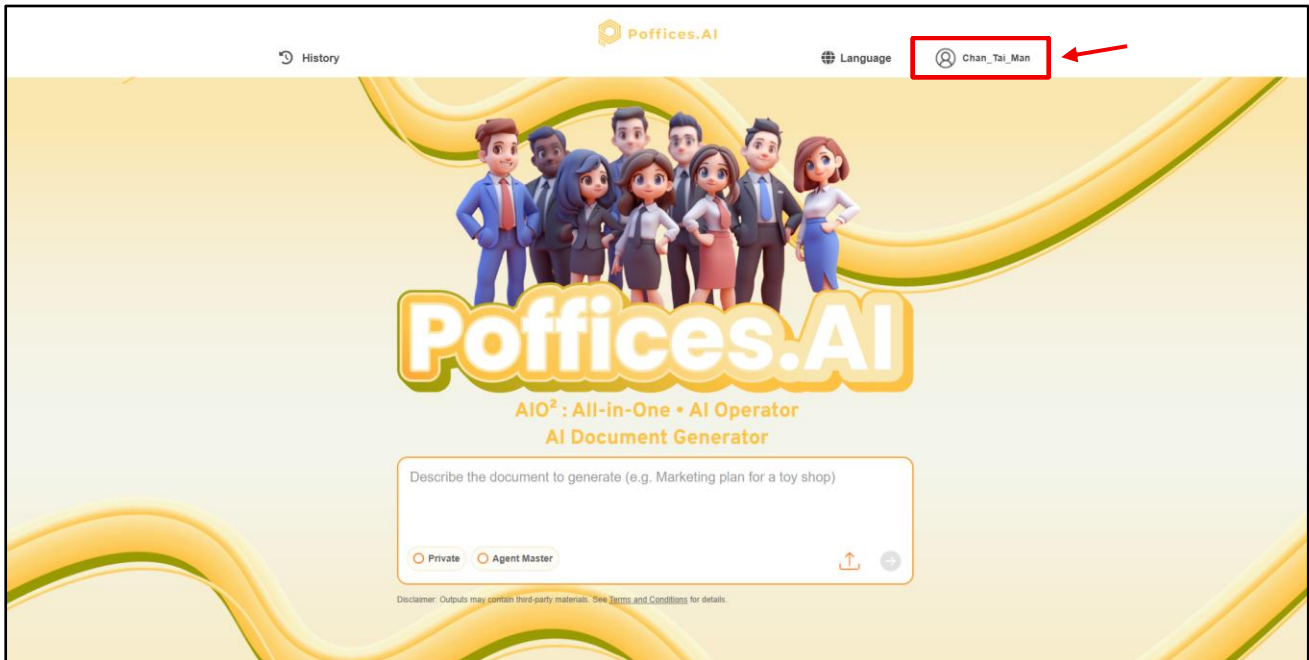 Poffices.AI
History
Language
Chan_Tai_Man
Poffices.AI
AIO² : All-in-One • AI Operator
AI Document Generator
Describe the document to generate (e.g. Marketing plan for a toy shop)
Private
Agent Master
Disclaimer: Outputs may contain third-party materials. See Terms and Conditions for details.